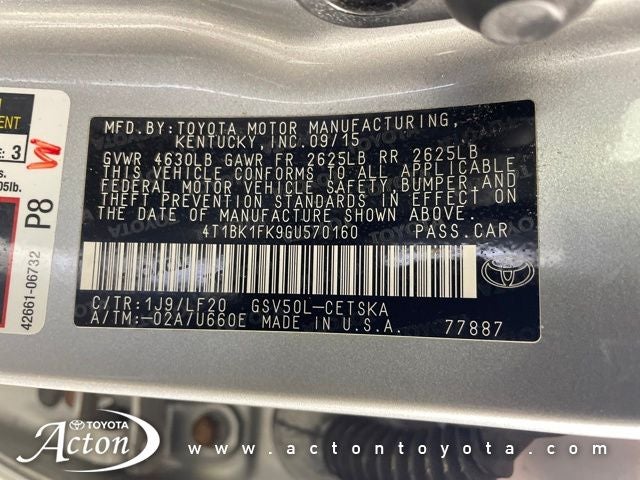 MFD.BY: TOYOTA MOTOR MANUFACTURING,
KENTUCKY, INC. 09/15
GVWR 4630LB GAWR FR 2625LB RR 2625LB
THIS VEHICLE CONFORMS TO ALL APPLICABLE
FEDERAL MOTOR VEHICLE SAFETY, BUMPER, AND
THEFT PREVENTION STANDARDS IN EFFECT ON
THE DATE OF MANUFACTURE SHOWN ABOVE.
4T1BK1FK9GU570160 PASS.CAR
C/TR: 1J9/LF20 GSV50L-CETSKA
A/TM:-02A/U660E MADE IN U.S.A. 77887
3
P8
42661-06732
TOYOTA
Acton
www.actontoyota.com